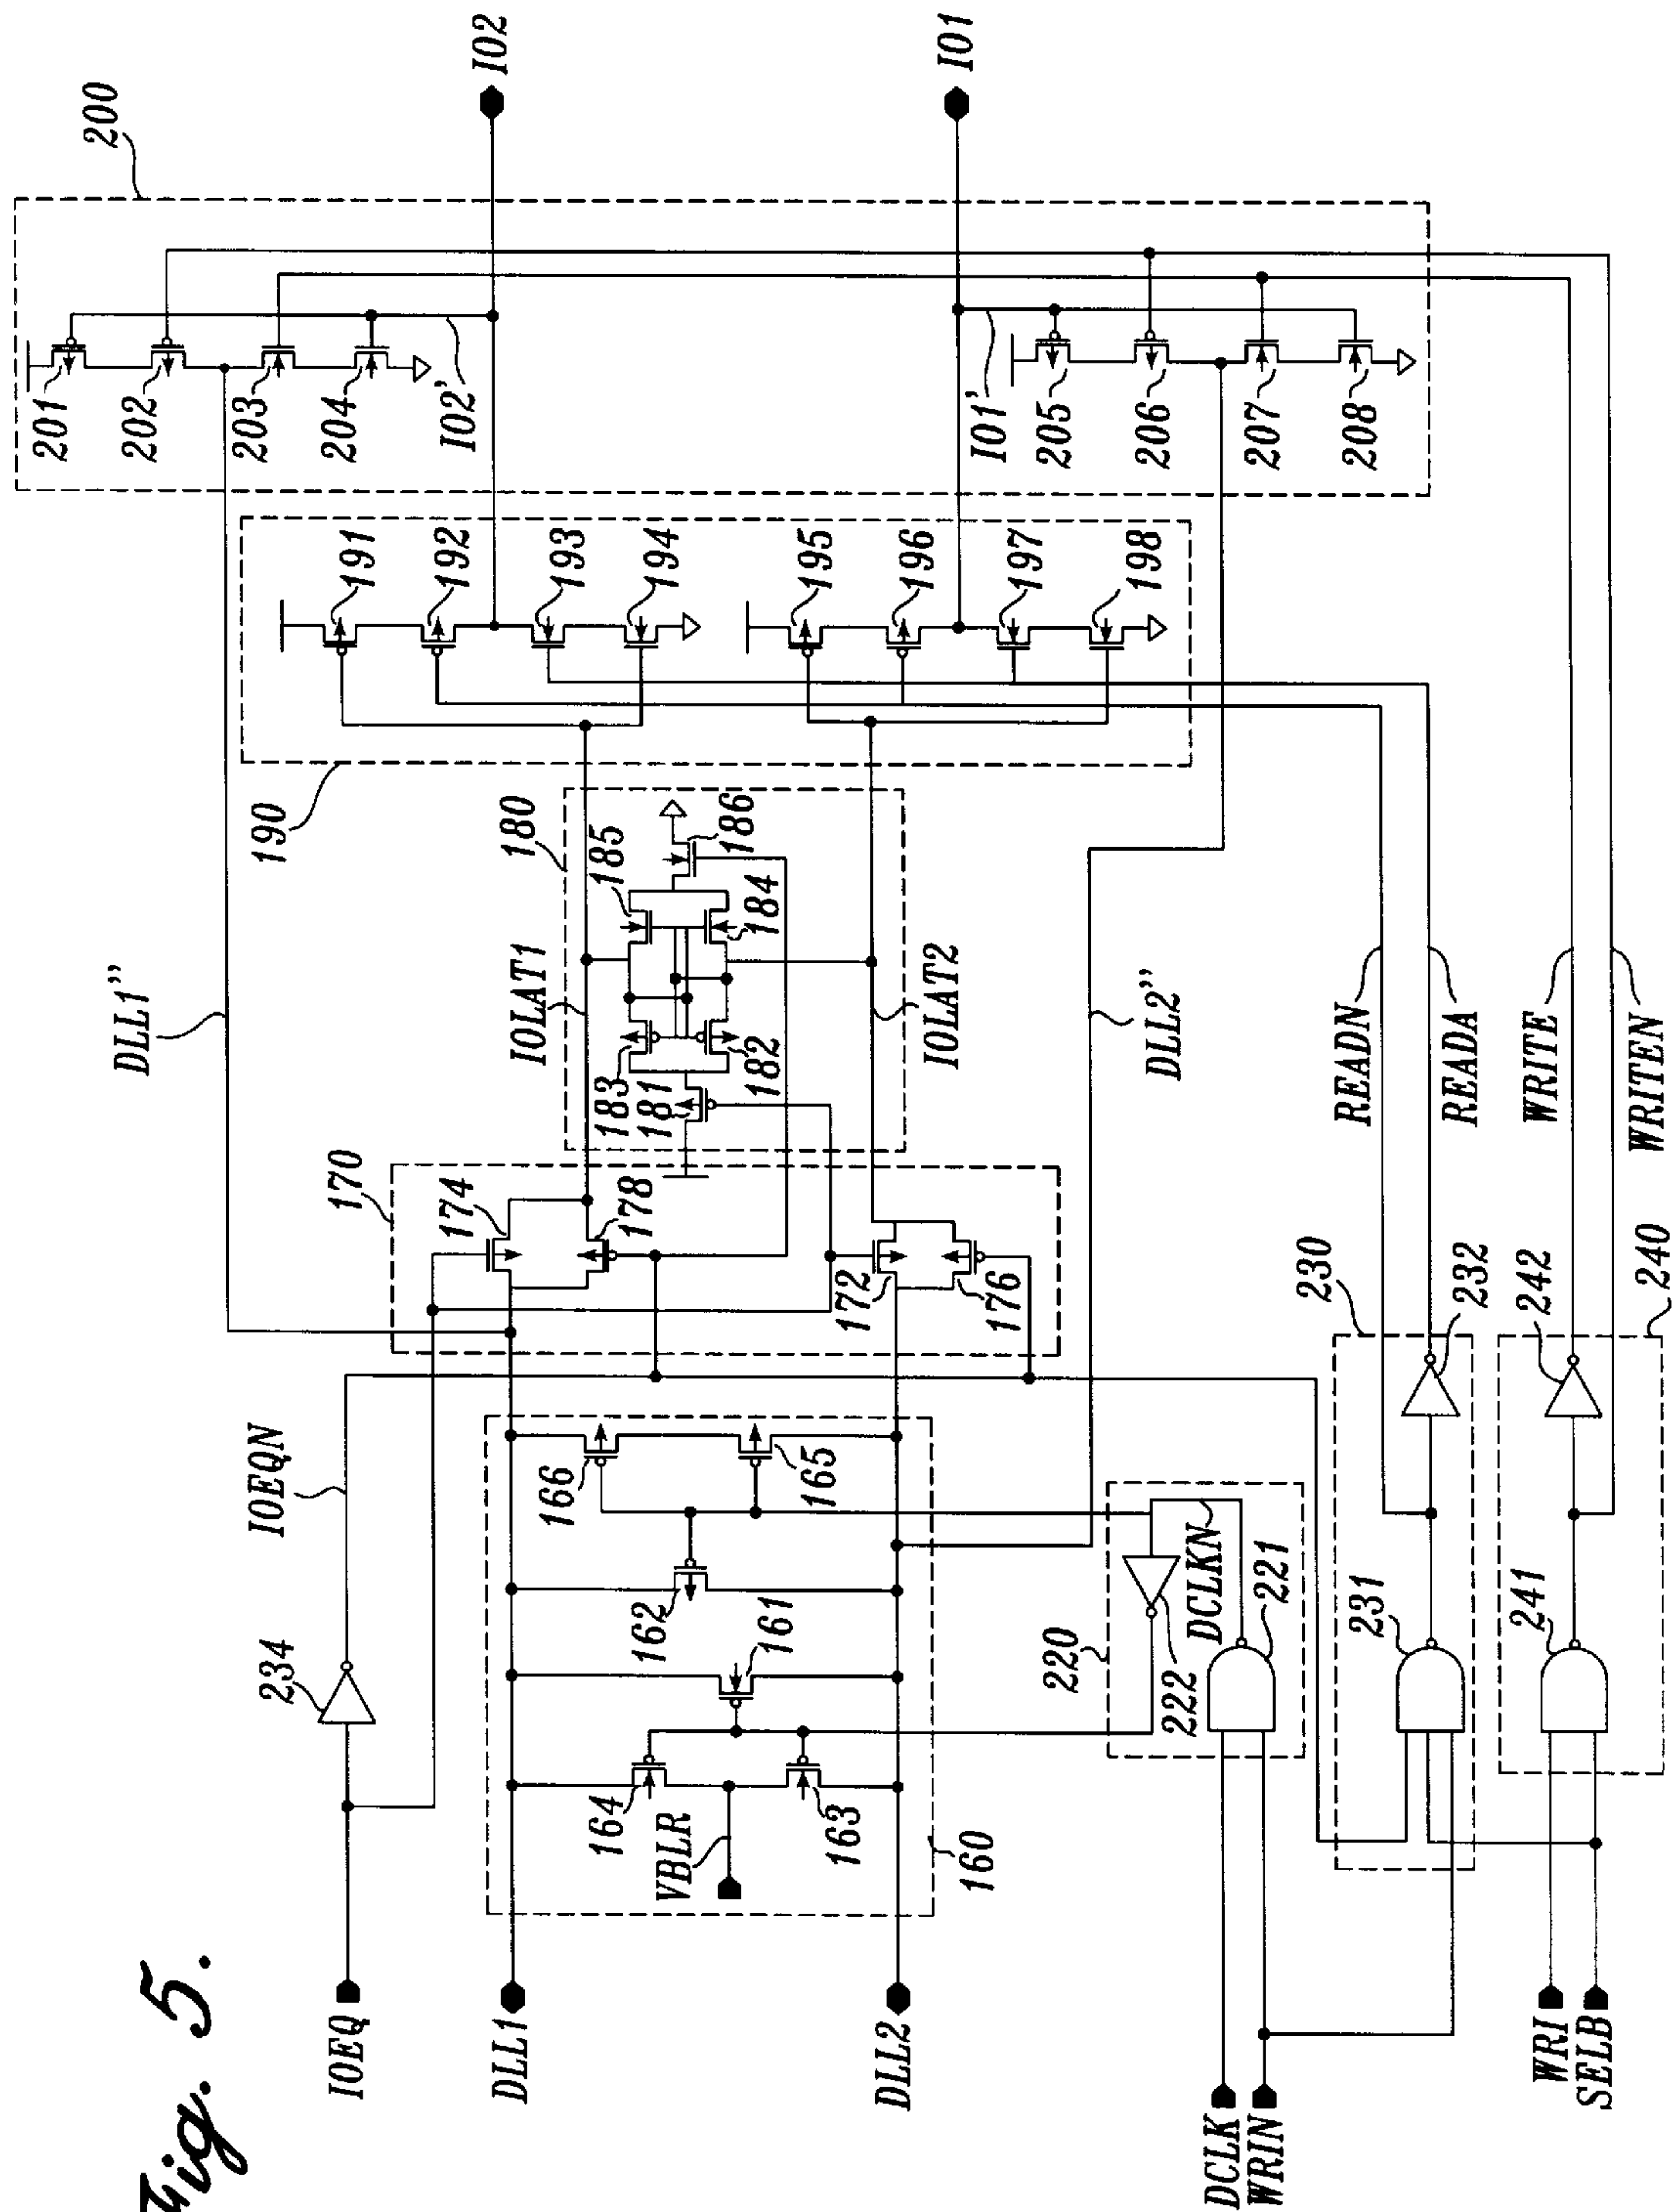 Fig. 5.
200
IO2
IO1
201
202
203
204
IO2'
IO1'
205
206
207
208
191
192
193
194
195
196
197
198
190
DLL1"
IOLAT1
180
185
186
184
183
181
182
IOLAT2
DLL2"
READN
READA
WRITE
WRITEN
170
174
178
172
176
230
232
242
240
IOEQN
234
166
165
162
161
164
163
VBLR
160
220
DCLKN
222
221
231
241
IOEQ
DLL1
DLL2
DCLK
WRIN
WRI
SELB